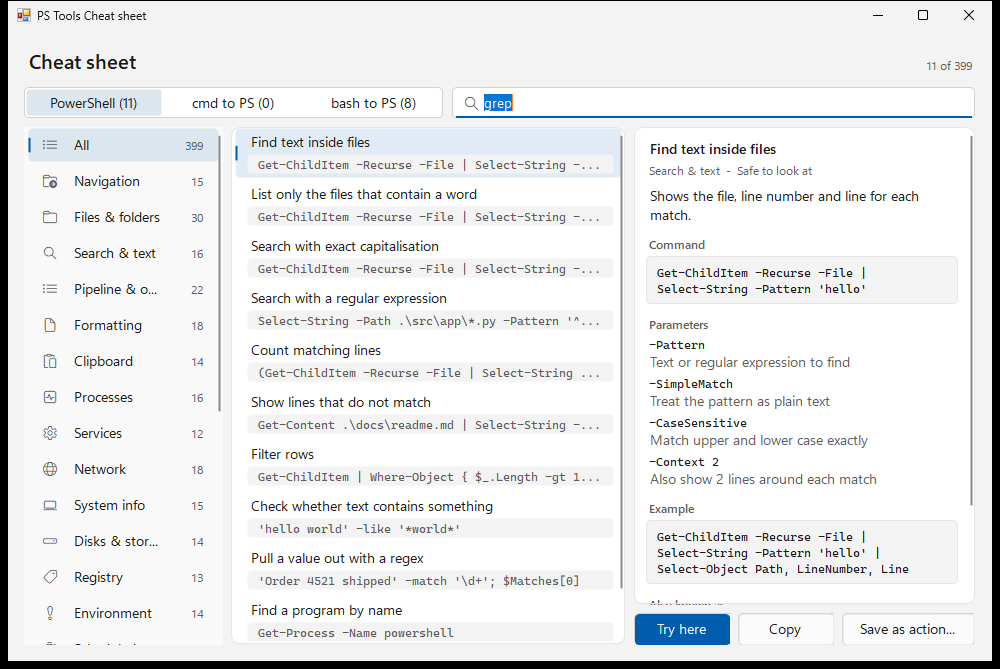 PS Tools Cheat sheet
Cheat sheet
11 of 399
PowerShell (11)
cmd to PS (0)
bash to PS (8)
grep
All 399
Navigation 15
Files & folders 30
Search & text 16
Pipeline & o... 22
Formatting 18
Clipboard 14
Processes 16
Services 12
Network 18
System info 15
Disks & stor... 14
Registry 13
Environment 14
Find text inside files
Get-ChildItem -Recurse -File | Select-String -...
List only the files that contain a word
Get-ChildItem -Recurse -File | Select-String -...
Search with exact capitalisation
Get-ChildItem -Recurse -File | Select-String -...
Search with a regular expression
Select-String -Path .\src\app\*.py -Pattern '^...
Count matching lines
(Get-ChildItem -Recurse -File | Select-String ...
Show lines that do not match
Get-Content .\docs\readme.md | Select-String -...
Filter rows
Get-ChildItem | Where-Object { $_.Length -gt 1...
Check whether text contains something
'hello world' -like '*world*'
Pull a value out with a regex
'Order 4521 shipped' -match '\d+'; $Matches[0]
Find a program by name
Get-Process -Name powershell
Find text inside files
Search & text - Safe to look at
Shows the file, line number and line for each
match.
Command
Get-ChildItem -Recurse -File |
Select-String -Pattern 'hello'
Parameters
-Pattern
Text or regular expression to find
-SimpleMatch
Treat the pattern as plain text
-CaseSensitive
Match upper and lower case exactly
-Context 2
Also show 2 lines around each match
Example
Get-ChildItem -Recurse -File |
Select-String -Pattern 'hello' |
Select-Object Path, LineNumber, Line
Try here
Copy
Save as action...